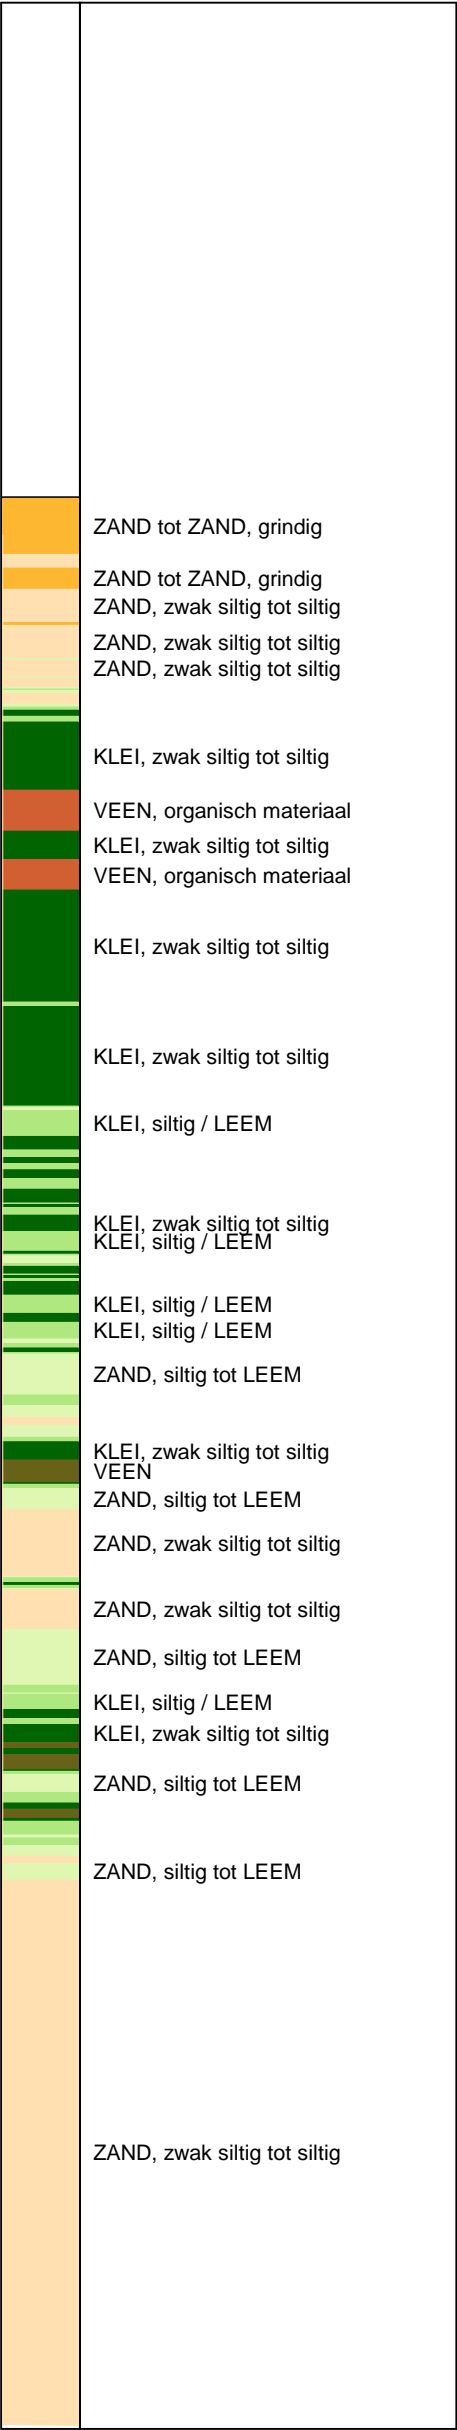 ZAND tot ZAND, grindig
ZAND tot ZAND, grindig
ZAND, zwak siltig tot siltig
ZAND, zwak siltig tot siltig
ZAND, zwak siltig tot siltig
KLEI, zwak siltig tot siltig
VEEN, organisch materiaal
KLEI, zwak siltig tot siltig
VEEN, organisch materiaal
KLEI, zwak siltig tot siltig
KLEI, zwak siltig tot siltig
KLEI, siltig / LEEM
KLEI, zwak siltig tot siltig
KLEI, siltig / LEEM
KLEI, siltig / LEEM
KLEI, siltig / LEEM
ZAND, siltig tot LEEM
KLEI, zwak siltig tot siltig
VEEN
ZAND, siltig tot LEEM
ZAND, zwak siltig tot siltig
ZAND, zwak siltig tot siltig
ZAND, siltig tot LEEM
KLEI, siltig / LEEM
KLEI, zwak siltig tot siltig
ZAND, siltig tot LEEM
ZAND, siltig tot LEEM
ZAND, zwak siltig tot siltig